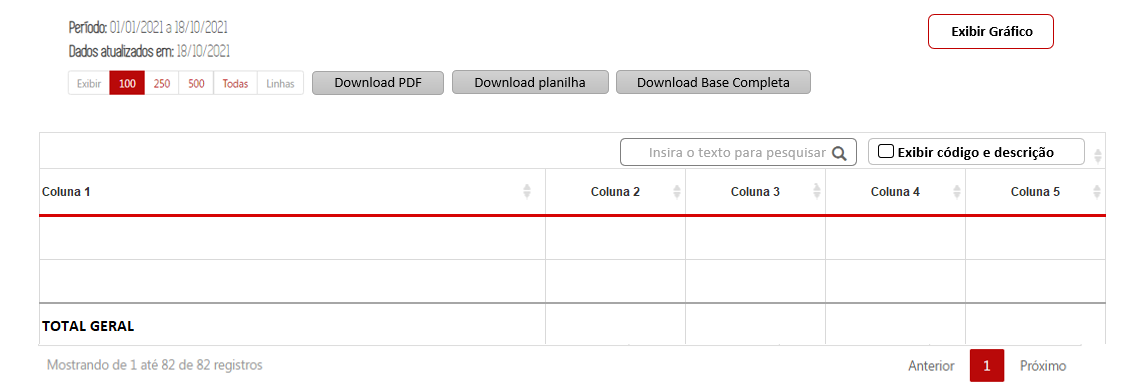 Período: 01/01/2021 a 18/10/2021
Exibir Gráfico
Dados atualizados em: 18/10/2021
Exibir 100 250 500 Todas Linhas Download PDF Download planilha Download Base Completa
Insira o texto para pesquisar Exibir código e descrição
Coluna 1 Coluna 2 Coluna 3 Coluna 4 Coluna 5
TOTAL GERAL
Mostrando de 1 até 82 de 82 registros Anterior 1 Próximo